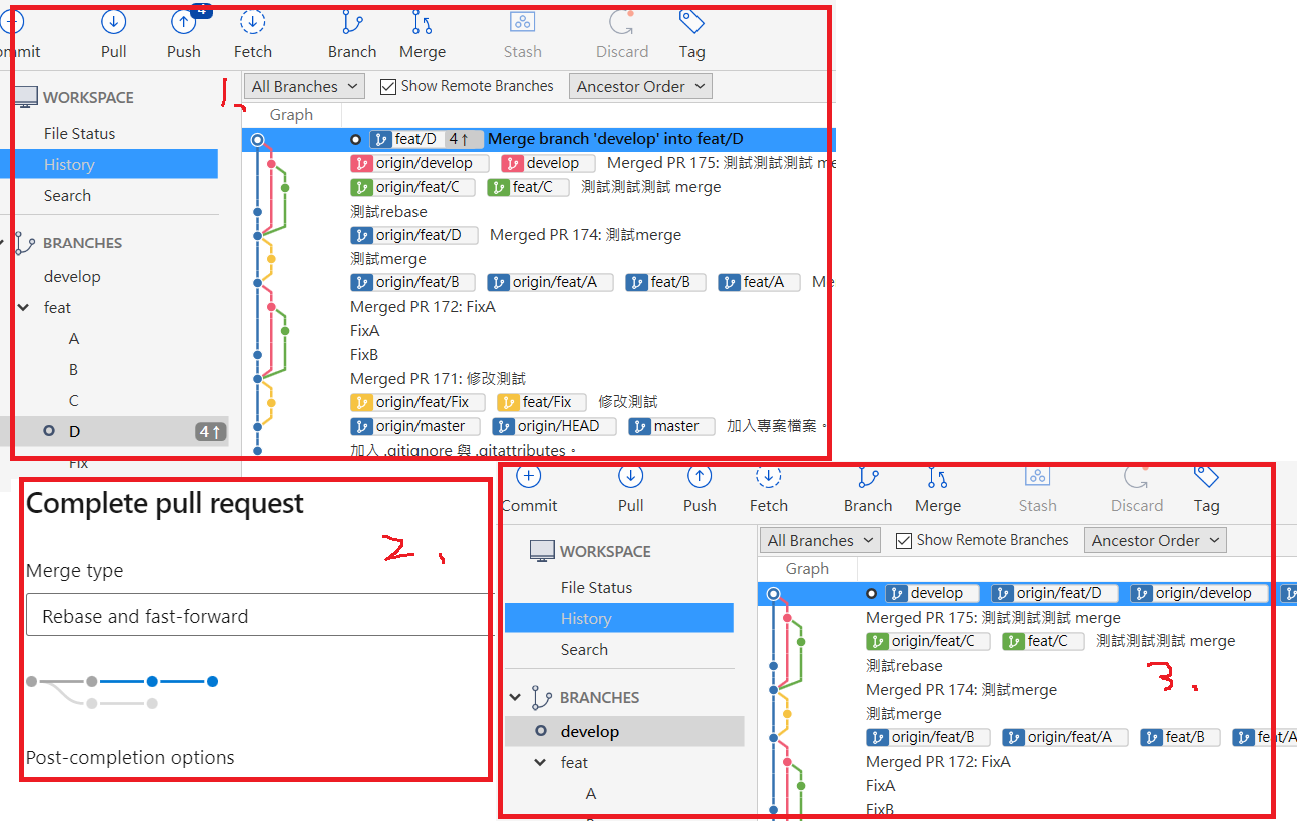 4
ommit Pull Push Fetch Branch Merge Stash Discard Tag
1、
All Branches Show Remote Branches Ancestor Order
WORKSPACE
File Status
History
Search
BRANCHES
develop
feat
A
B
C
D 4↑
Fix
Graph
feat/D 4↑ Merge branch 'develop' into feat/D
origin/develop develop Merged PR 175: 測試測試測試 me
origin/feat/C feat/C 測試測試測試 merge
測試rebase
origin/feat/D Merged PR 174: 測試merge
測試merge
origin/feat/B origin/feat/A feat/B feat/A Me
Merged PR 172: FixA
FixA
FixB
Merged PR 171: 修改測試
origin/feat/Fix feat/Fix 修改測試
origin/master origin/HEAD master 加入專案檔案。
加入 .gitignore 與 .gitattributes。
Complete pull request
2、
Merge type
Rebase and fast-forward
Post-completion options
Commit Pull Push Fetch Branch Merge Stash Discard Tag
All Branches Show Remote Branches Ancestor Order
WORKSPACE
File Status
History
Search
BRANCHES
develop
feat
A
Graph
develop origin/feat/D origin/develop
Merged PR 175: 測試測試測試 merge
origin/feat/C feat/C 測試測試測試 merge
測試rebase
3、
Merged PR 174: 測試merge
測試merge
origin/feat/B origin/feat/A feat/B feat/A
Merged PR 172: FixA
FixA
FixB